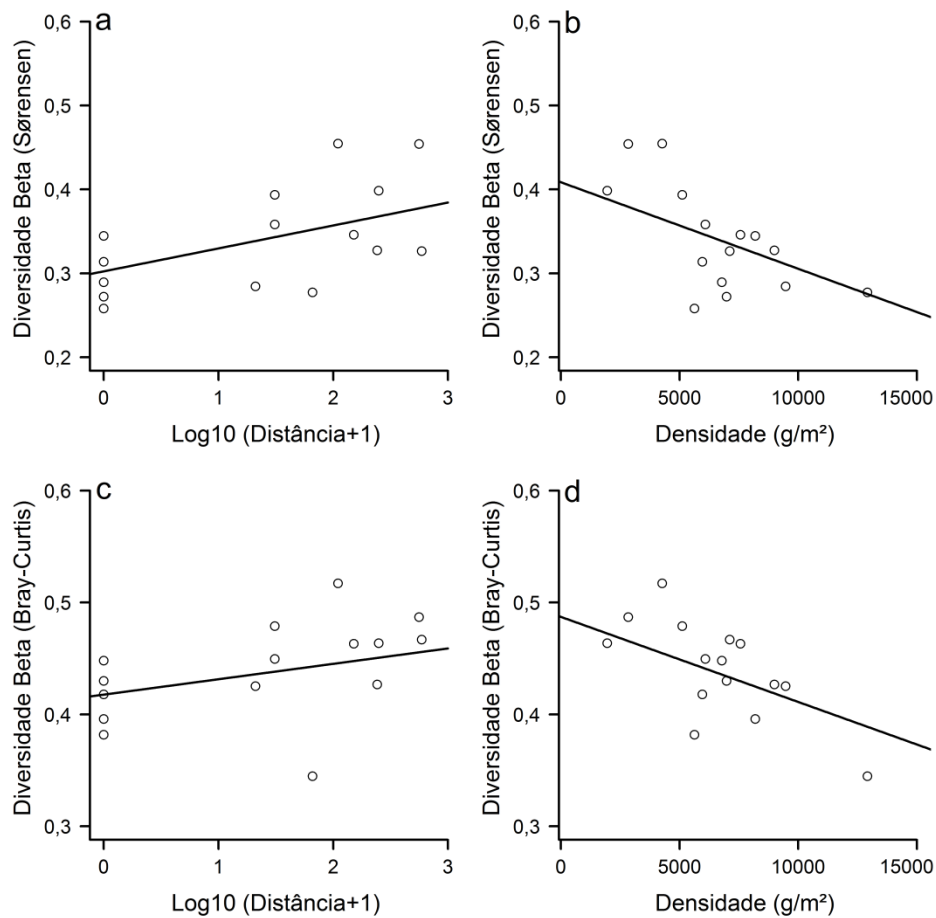 a
0,6
0,5
0,4
0,3
0,2
Diversidade Beta (Sørensen)
0 1 2 3
Log10 (Distância+1)
b
0,6
0,5
0,4
0,3
0,2
Diversidade Beta (Sørensen)
0 5000 10000 15000
Densidade (g/m²)
c
0,6
0,5
0,4
0,3
Diversidade Beta (Bray-Curtis)
0 1 2 3
Log10 (Distância+1)
d
0,6
0,5
0,4
0,3
Diversidade Beta (Bray-Curtis)
0 5000 10000 15000
Densidade (g/m²)